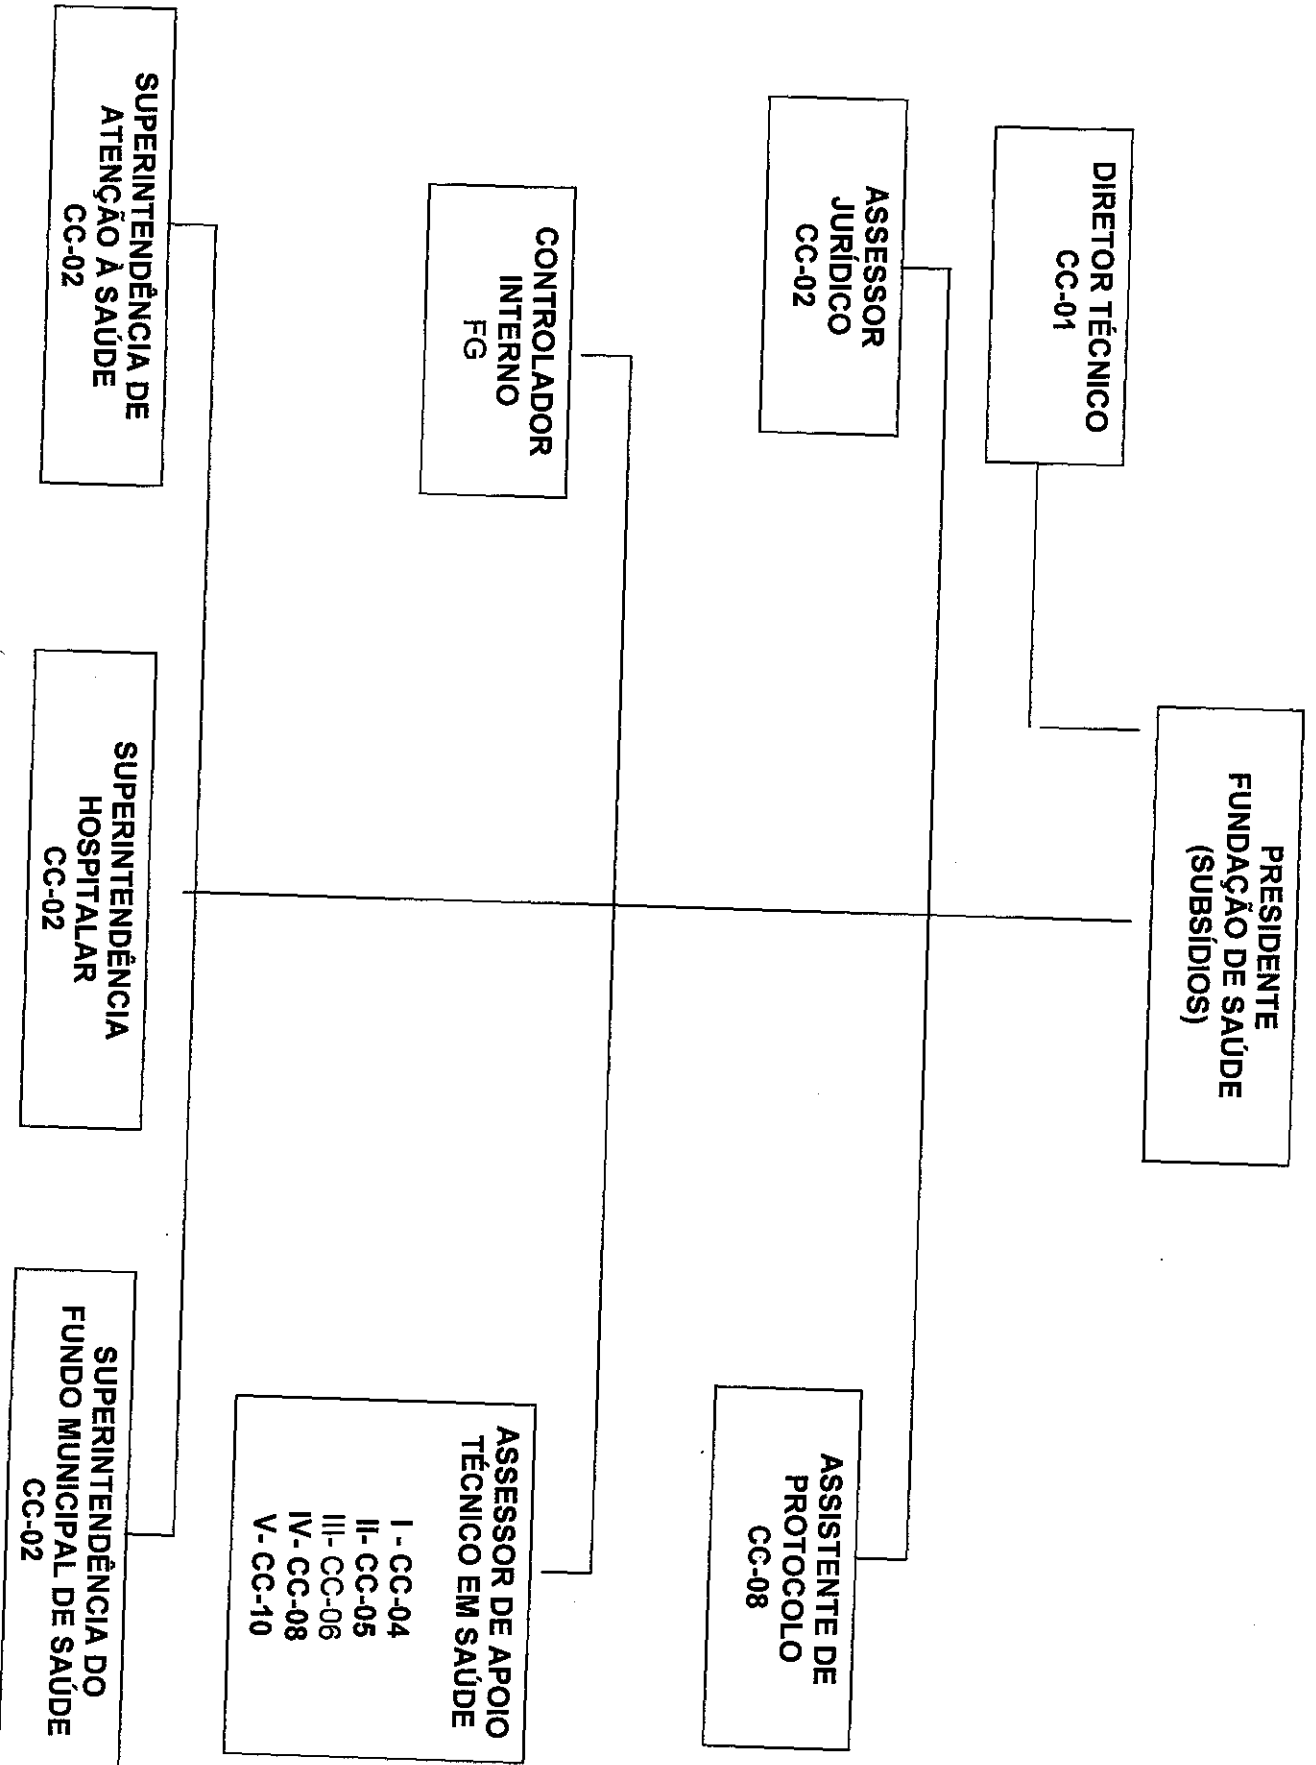 PRESIDENTE
FUNDAÇÃO DE SAÚDE
(SUBSÍDIOS)
DIRETOR TÉCNICO
CC-01
ASSESSOR
JURÍDICO
CC-02
ASSISTENTE DE
PROTOCOLO
CC-08
CONTROLADOR
INTERNO
FG
ASSESSOR DE APOIO
TÉCNICO EM SAÚDE
I - CC-04
II- CC-05
III- CC-06
IV- CC-08
V- CC-10
SUPERINTENDÊNCIA DE
ATENÇÃO À SAÚDE
CC-02
SUPERINTENDÊNCIA
HOSPITALAR
CC-02
SUPERINTENDÊNCIA DO
FUNDO MUNICIPAL DE SAÚDE
CC-02